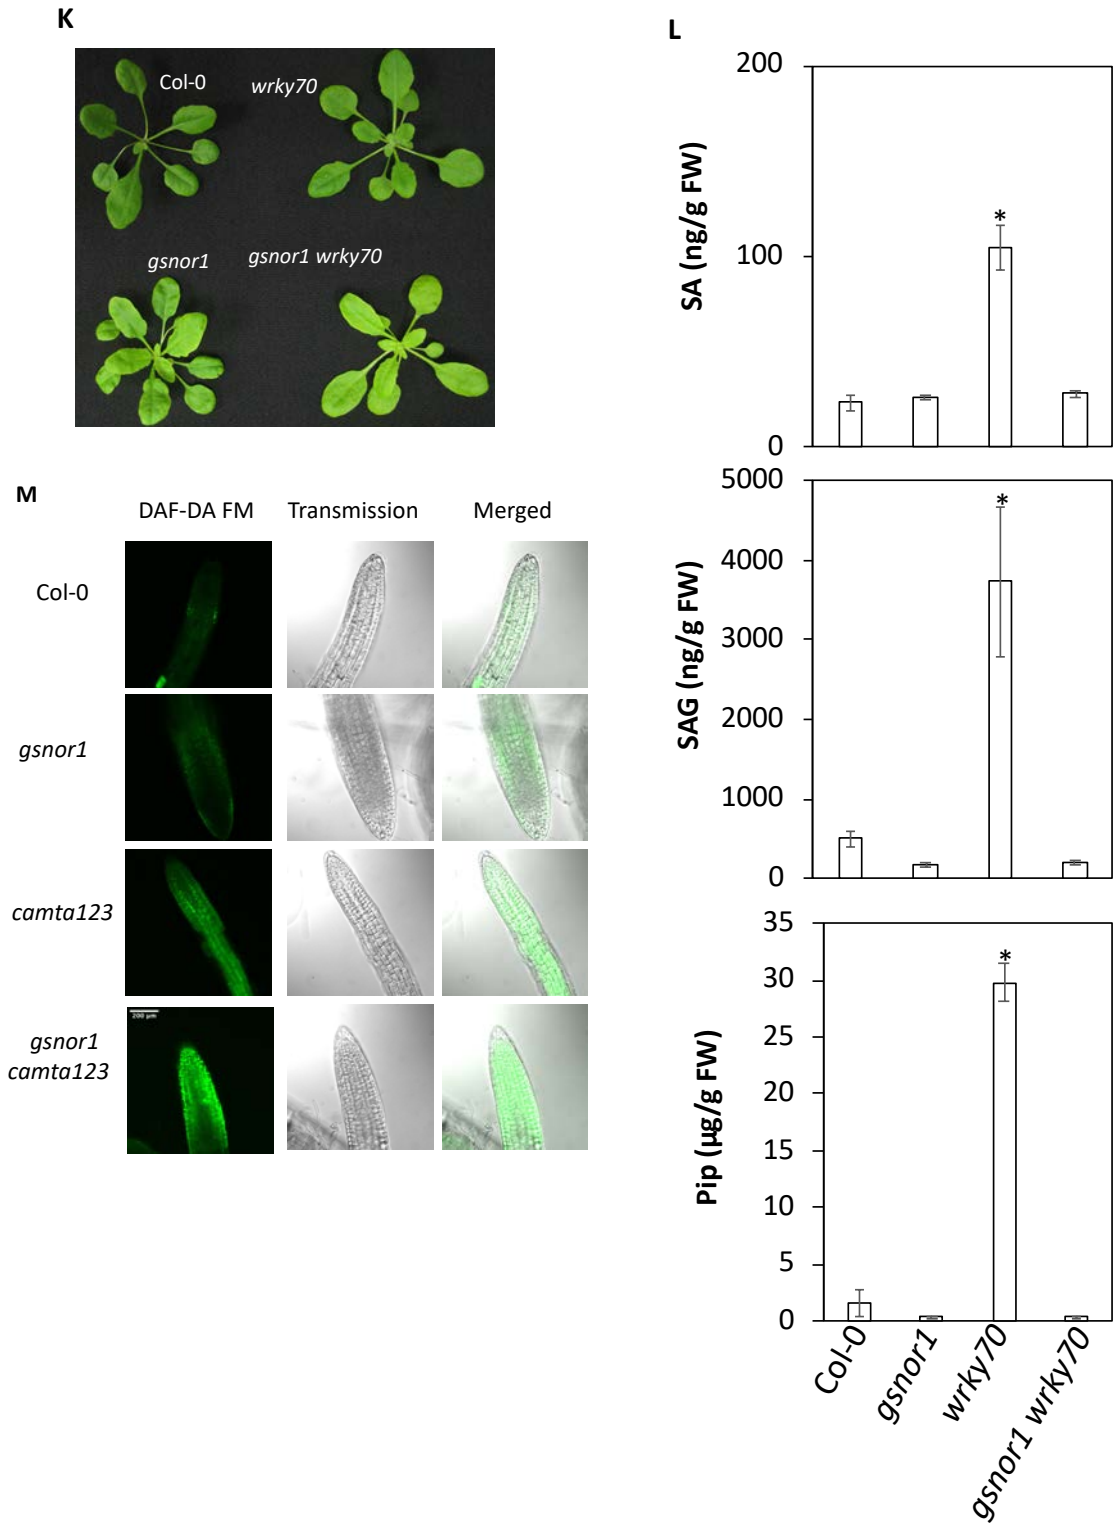 K
Col-0
wrky70
gsnor1
gsnor1 wrky70
L
200
100
0
SA (ng/g FW)
*
5000
4000
3000
2000
1000
0
SAG (ng/g FW)
*
35
30
25
20
15
10
5
0
Pip (µg/g FW)
*
Col-0
gsnor1
wrky70
gsnor1 wrky70
M
DAF-DA FM
Transmission
Merged
Col-0
gsnor1
camta123
gsnor1
camta123
200 µm